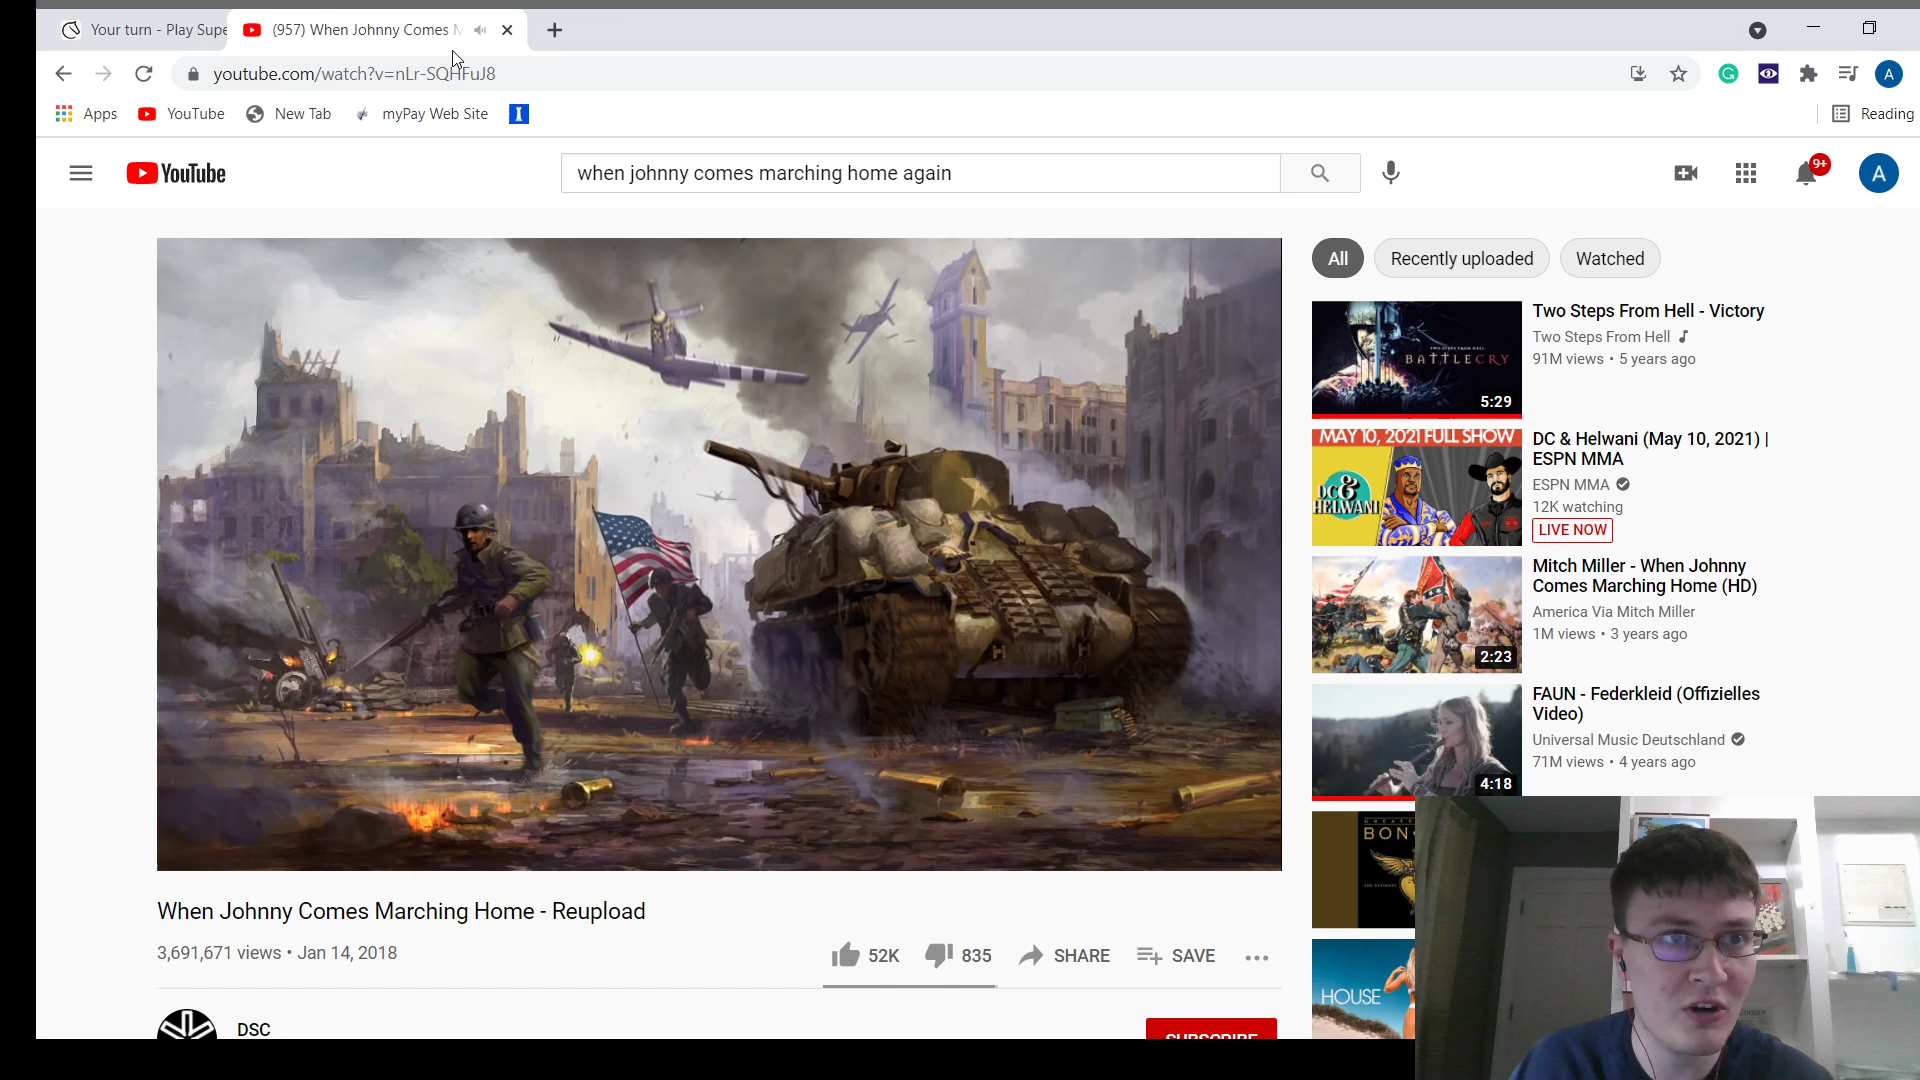 Your turn - Play Supe
(957) When Johnny Comes M
youtube.com/watch?v=nLr-SQHFuJ8
Apps
YouTube
New Tab
myPay Web Site
Reading
YouTube
when johnny comes marching home again
9+
A
All
Recently uploaded
Watched
BATTLECRY
5:29
Two Steps From Hell - Victory
Two Steps From Hell
91M views • 5 years ago
MAY 10, 2021 FULL SHOW
DC &
HELWANI
DC & Helwani (May 10, 2021) |
ESPN MMA
ESPN MMA
12K watching
LIVE NOW
2:23
Mitch Miller - When Johnny
Comes Marching Home (HD)
America Via Mitch Miller
1M views • 3 years ago
4:18
FAUN - Federkleid (Offizielles
Video)
Universal Music Deutschland
71M views • 4 years ago
BON
HOUSE
When Johnny Comes Marching Home - Reupload
3,691,671 views • Jan 14, 2018
52K
835
SHARE
SAVE
DSC
SUBSCRIBE